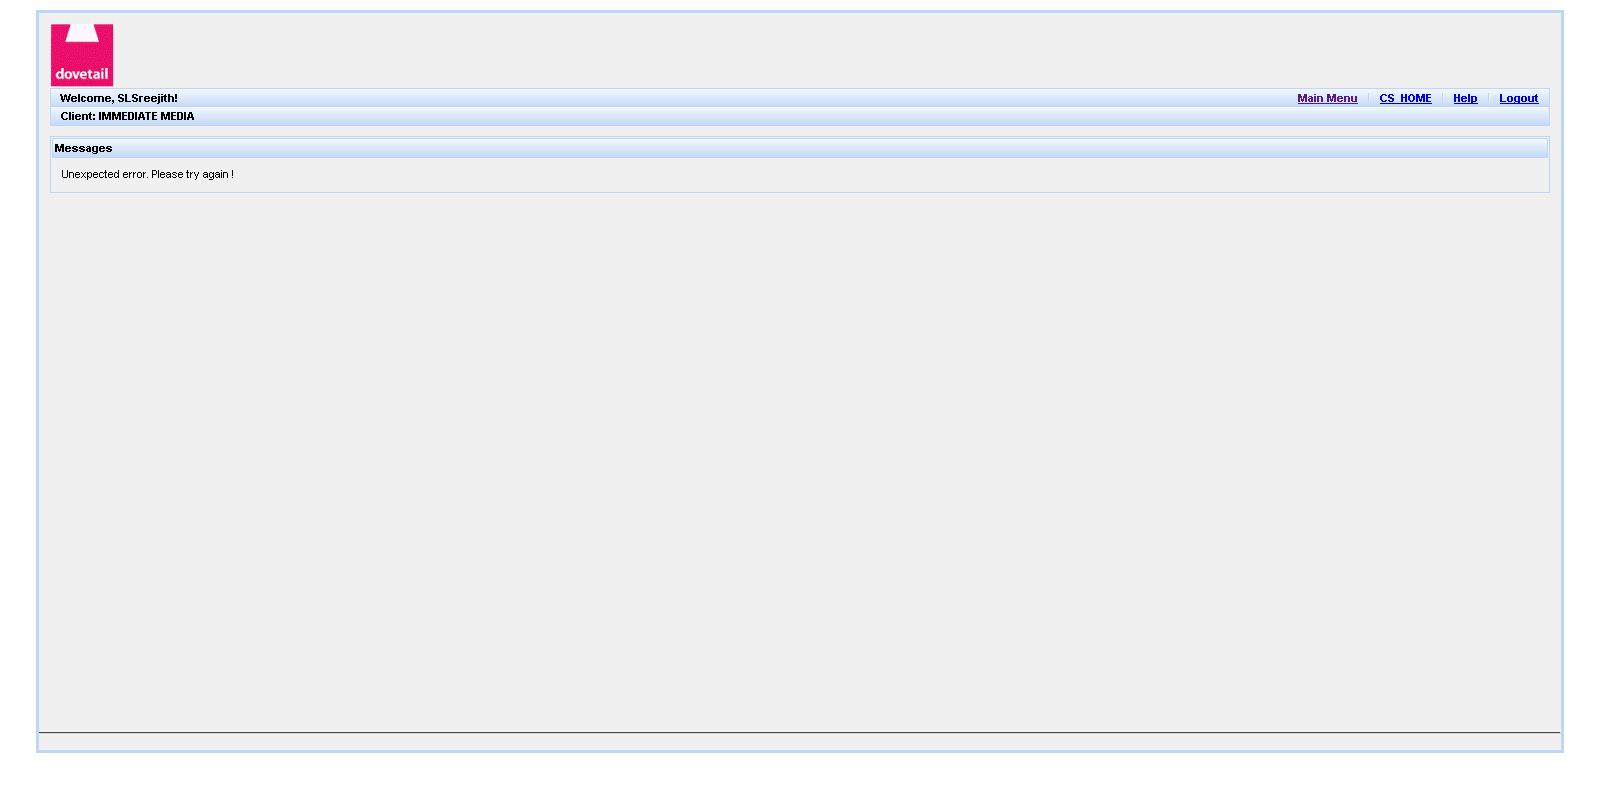 dovetail
Welcome, SLSreejith!
Main Menu CS_HOME Help Logout
Client: IMMEDIATE MEDIA
Messages
Unexpected error. Please try again !